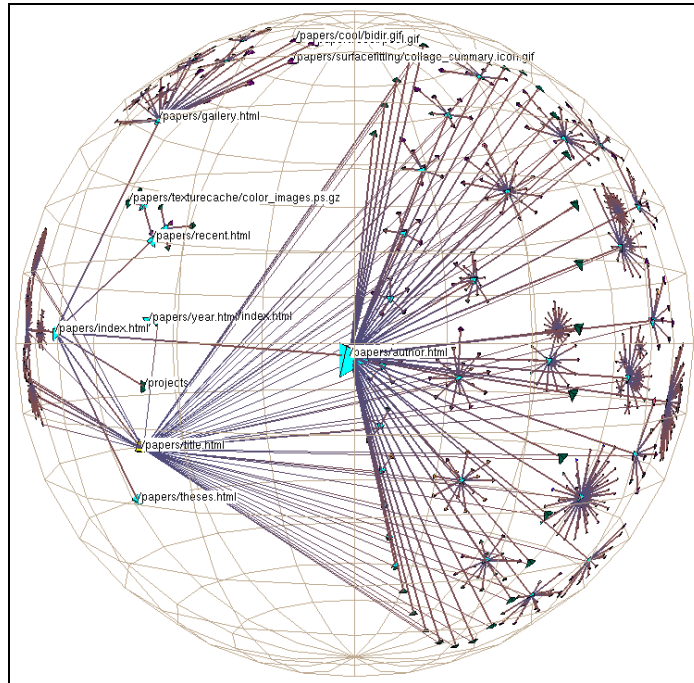 /papers/cool/bidir.gif
.gif
/papers/surfacefitting/collage_summary.icon.gif
/papers/gallery.html
/papers/texturecache/color_images.ps.gz
/papers/recent.html
/papers/year.html
/index.html
/papers/index.html
/papers/author.html
/projects
/papers/title.html
/papers/theses.html